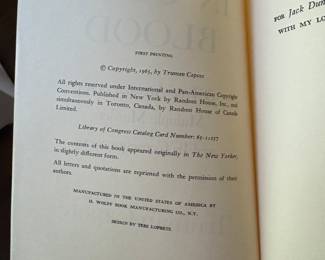 IN
BLOOD
FIRST PRINTING
© Copyright, 1965, by Truman Capote
All rights reserved under International and Pan-American Copyright
Conventions. Published in New York by Random House, Inc., and
simultaneously in Toronto, Canada, by Random House of Canada
Limited.
Library of Congress Catalog Card Number: 65-11257
The contents of this book appeared originally in The New Yorker,
in slightly different form.
All letters and quotations are reprinted with the permission of their
authors.
MANUFACTURED IN THE UNITED STATES OF AMERICA BY
H. WOLFF BOOK MANUFACTURING CO., N.Y.
DESIGN BY TERE LOPRETE
FOR Jack Dun
WITH MY LO